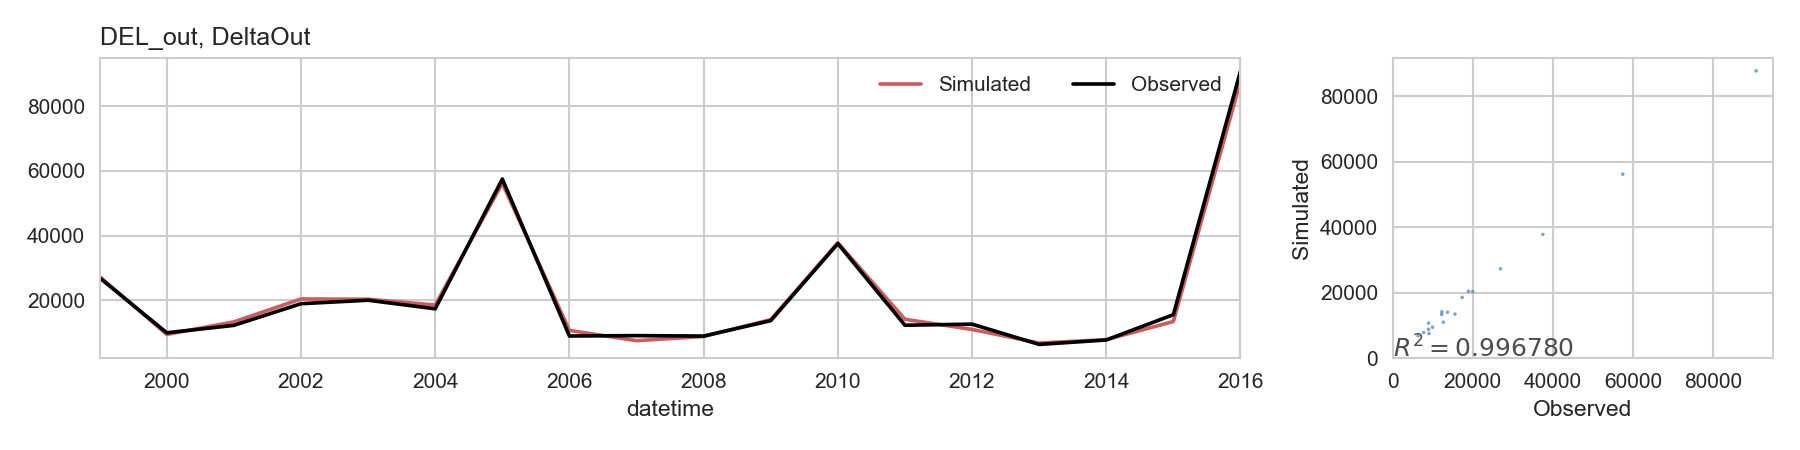 DEL_out, DeltaOut
Simulated Observed
80000
60000
40000
20000
2000 2002 2004 2006 2008 2010 2012 2014 2016
datetime
80000
60000
40000
20000
0
Simulated
R² = 0.996780
0 20000 40000 60000 80000
Observed